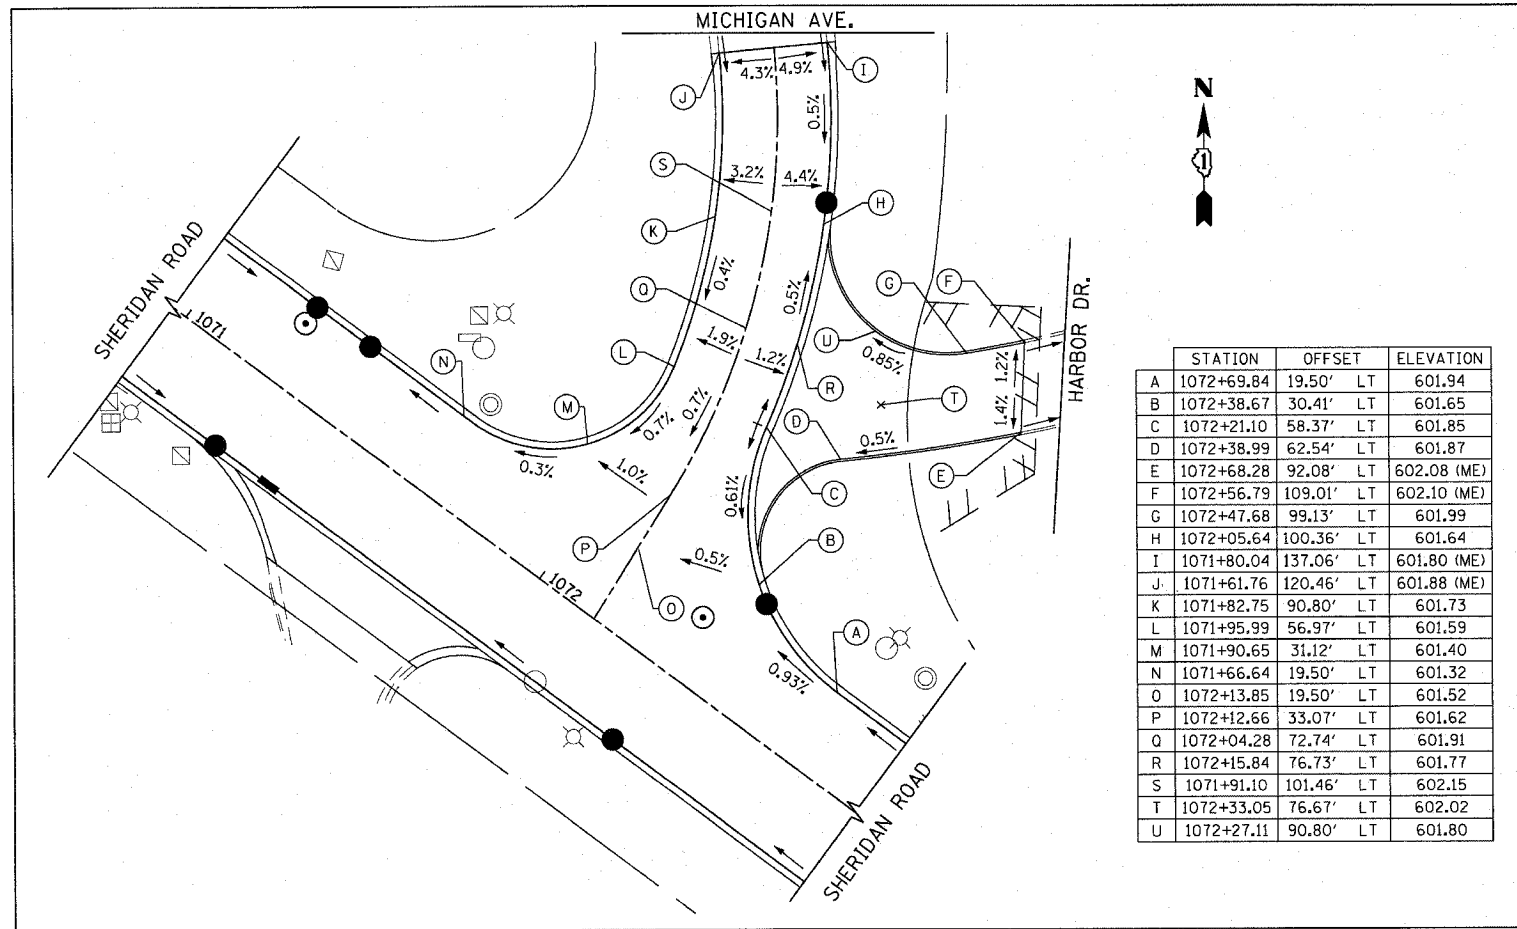 MICHIGAN AVE.
4.3% 4.9%
I
J
0.5%
N
1
S
3.2%
4.4%
H
K
SHERIDAN ROAD
0.4%
Q
0.5%
G
F
HARBOR DR.
1071
1.9%
1.2%
U
0.85%
1.2%
L
N
R
T
M
0.7%
0.7%
D
1.4%
0.5%
0.3%
1.0%
E
0.61%
C
P
B
0.5%
1072
O
A
0.93%
SHERIDAN ROAD
STATION OFFSET ELEVATION
A 1072+69.84 19.50' LT 601.94
B 1072+38.67 30.41' LT 601.65
C 1072+21.10 58.37' LT 601.85
D 1072+38.99 62.54' LT 601.87
E 1072+68.28 92.08' LT 602.08 (ME)
F 1072+56.79 109.01' LT 602.10 (ME)
G 1072+47.68 99.13' LT 601.99
H 1072+05.64 100.36' LT 601.64
I 1071+80.04 137.06' LT 601.80 (ME)
J 1071+61.76 120.46' LT 601.88 (ME)
K 1071+82.75 90.80' LT 601.73
L 1071+95.99 56.97' LT 601.59
M 1071+90.65 31.12' LT 601.40
N 1071+66.64 19.50' LT 601.32
O 1072+13.85 19.50' LT 601.52
P 1072+12.66 33.07' LT 601.62
Q 1072+04.28 72.74' LT 601.91
R 1072+15.84 76.73' LT 601.77
S 1071+91.10 101.46' LT 602.15
T 1072+33.05 76.67' LT 602.02
U 1072+27.11 90.80' LT 601.80